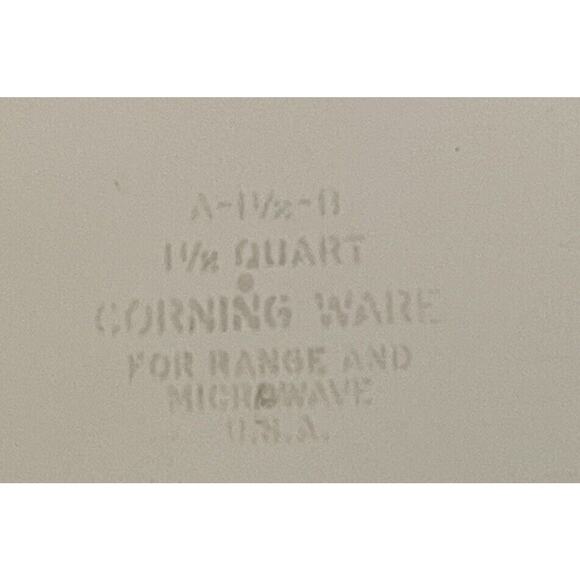 A-1½-B
1½ QUART
CORNING WARE
FOR RANGE AND
MICROWAVE
U.S.A.